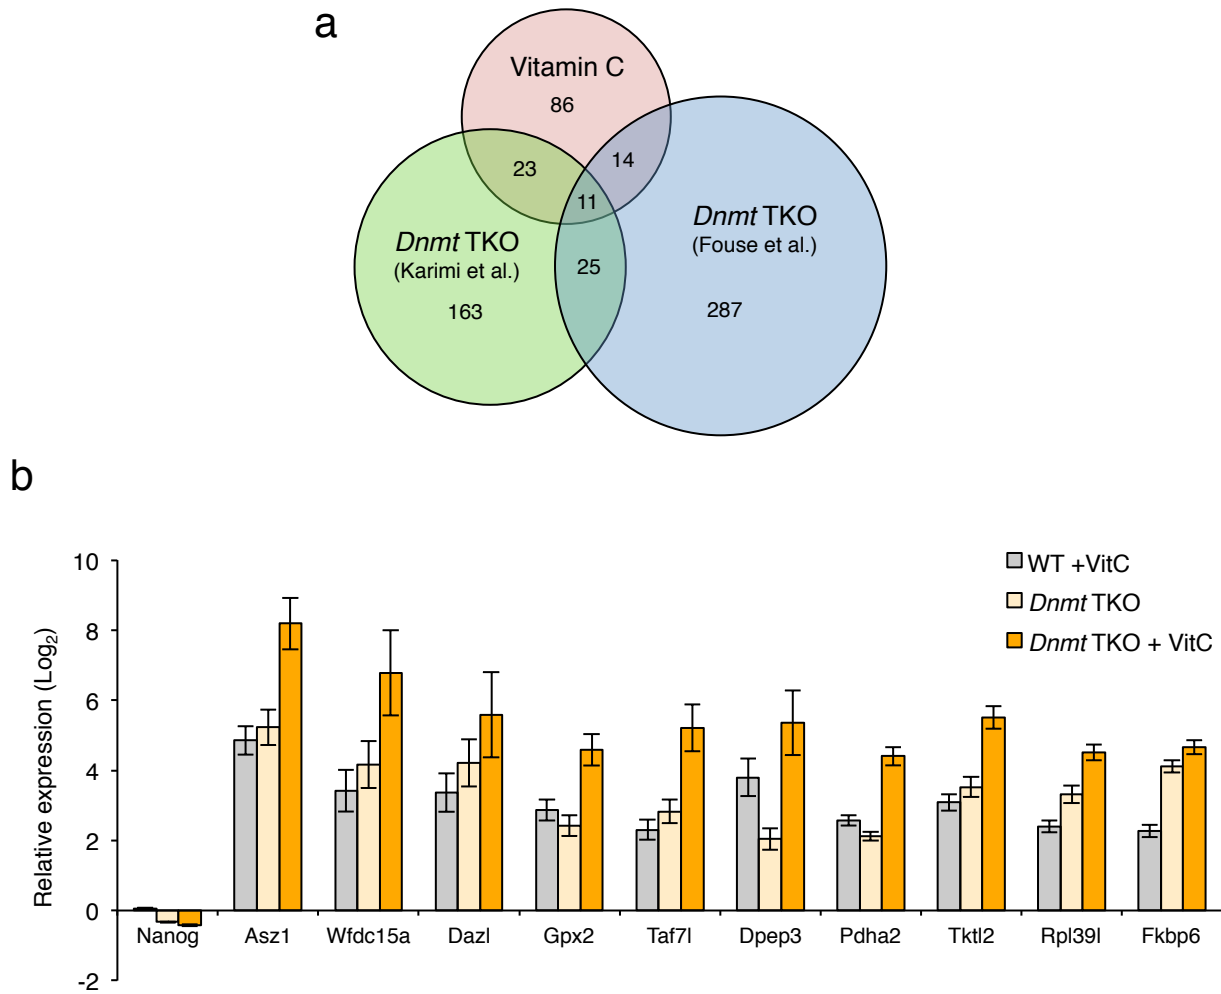 a
Vitamin C
86
23
14
11
Dnmt TKO
(Karimi et al.)
163
25
Dnmt TKO
(Fouse et al.)
287
b
Relative expression (Log2)
10
8
6
4
2
0
-2
WT +VitC
Dnmt TKO
Dnmt TKO + VitC
Nanog Asz1 Wfdc15a Dazl Gpx2 Taf7l Dpep3 Pdha2 Tktl2 Rpl39l Fkbp6